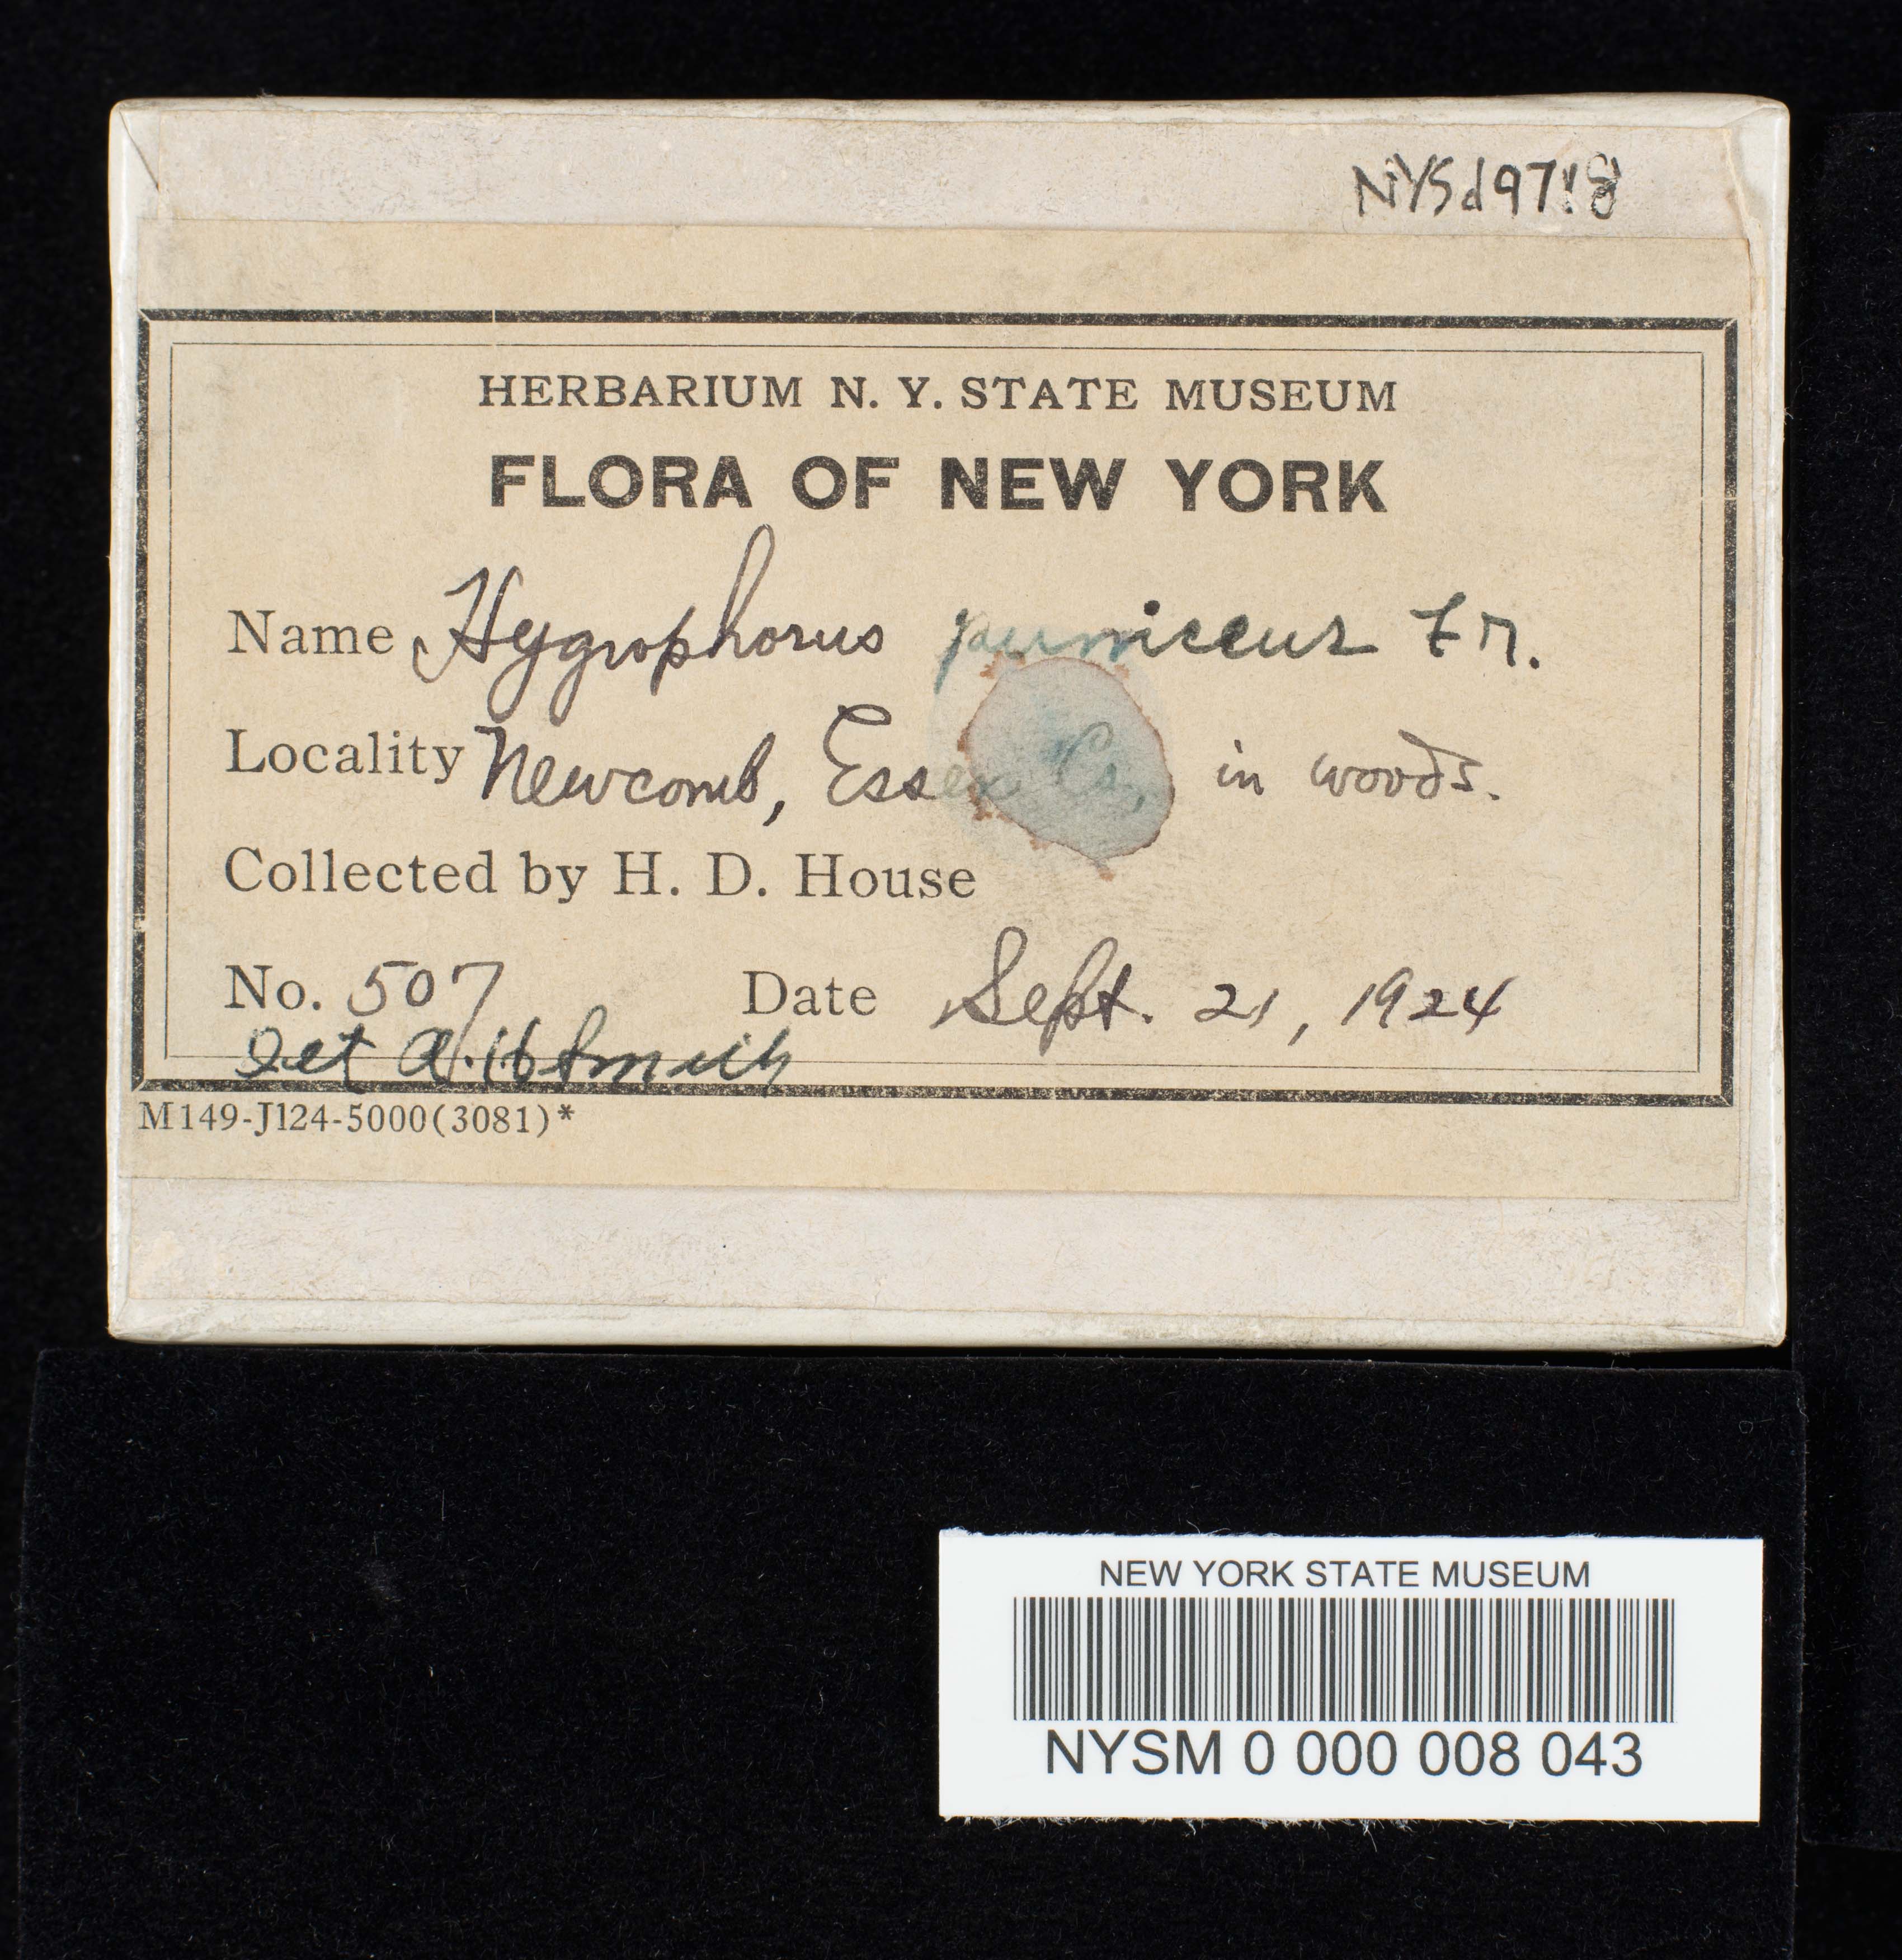 NYSd9718
HERBARIUM N. Y. STATE MUSEUM
FLORA OF NEW YORK
Name Hygrophorus puniceus Fr.
Locality Newcomb, Essex Co., in woods.
Collected by H. D. House
No. 507 Date Sept. 21, 1924
Det A. H. Smith
M149-J124-5000(3081)*
NEW YORK STATE MUSEUM
NYSM 0 000 008 043